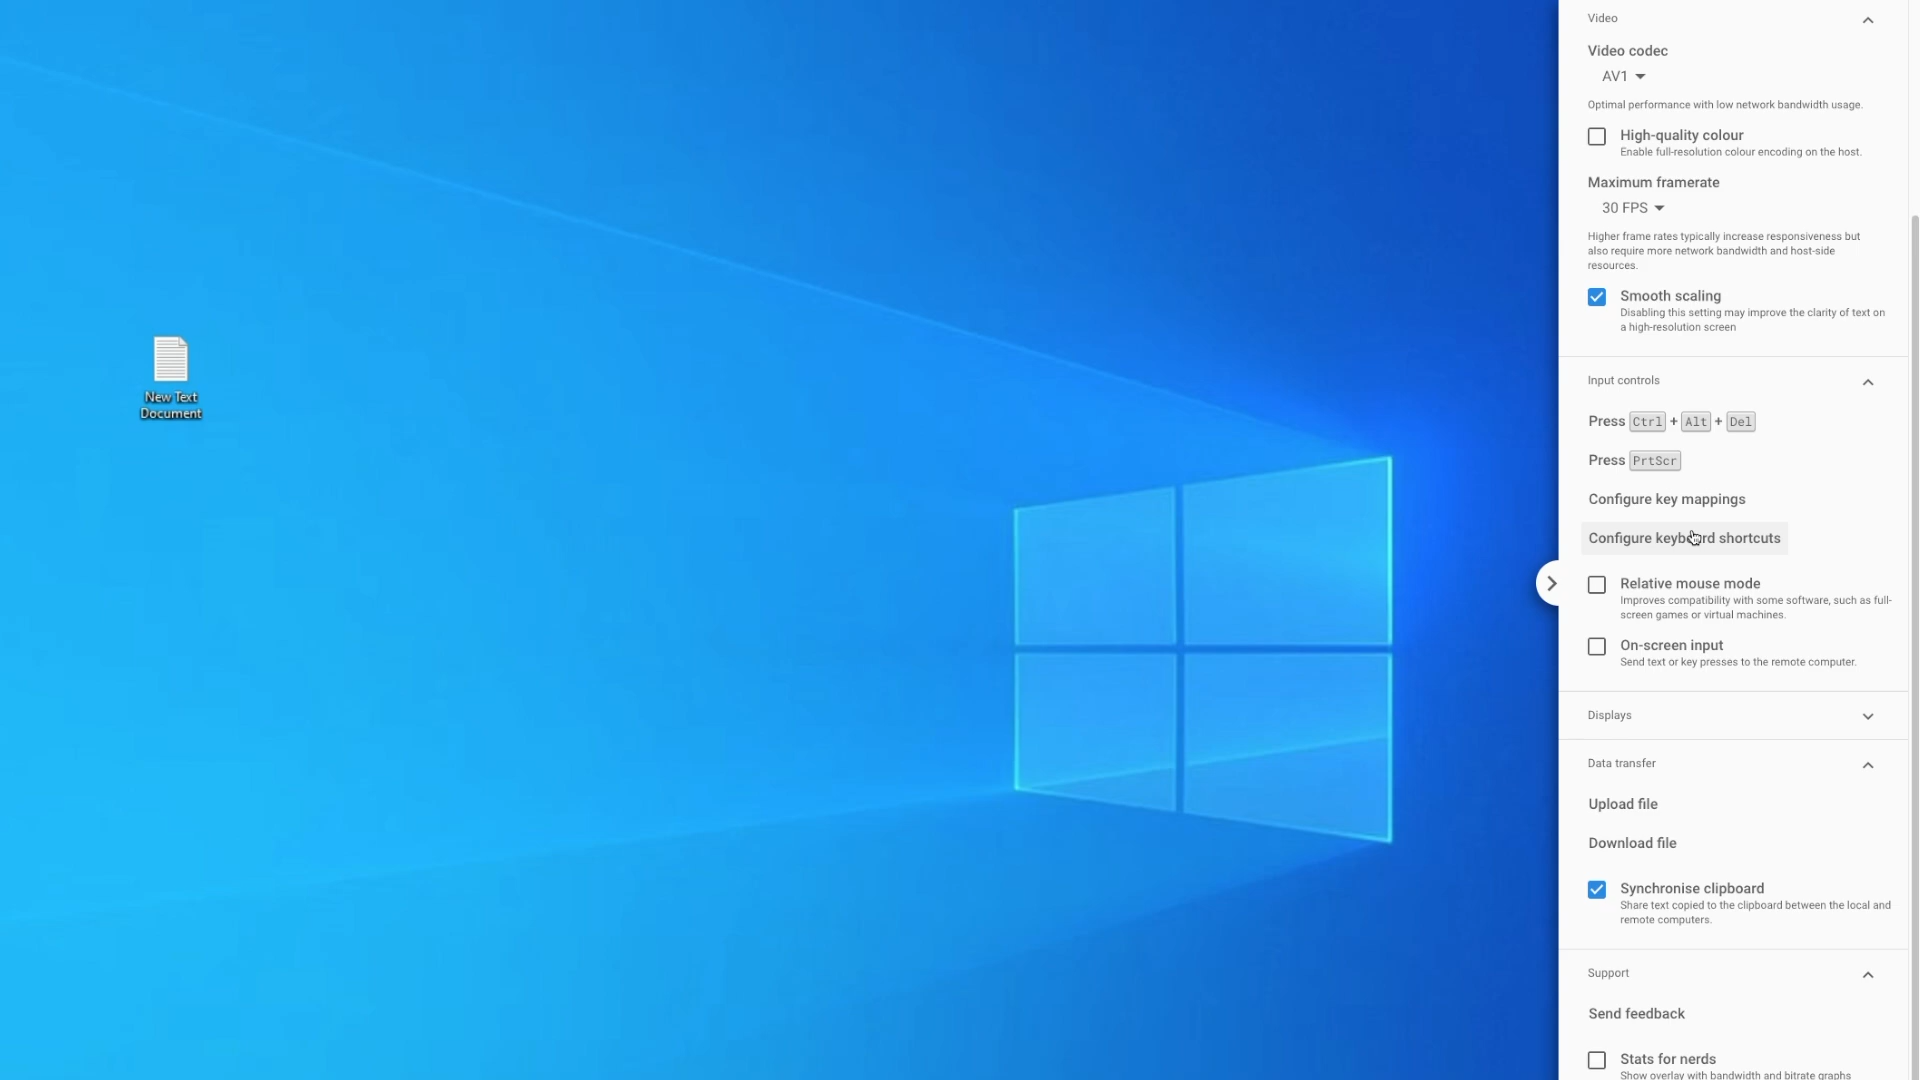 New Text
Document
Video
Video codec
AV1
Optimal performance with low network bandwidth usage.
High-quality colour
Enable full-resolution colour encoding on the host.
Maximum framerate
30 FPS
Higher frame rates typically increase responsiveness but
also require more network bandwidth and host-side
resources.
Smooth scaling
Disabling this setting may improve the clarity of text on
a high-resolution screen
Input controls
Press Ctrl + Alt + Del
Press PrtScr
Configure key mappings
Configure keyboard shortcuts
Relative mouse mode
Improves compatibility with some software, such as full-
screen games or virtual machines.
On-screen input
Send text or key presses to the remote computer.
Displays
Data transfer
Upload file
Download file
Synchronise clipboard
Share text copied to the clipboard between the local and
remote computers.
Support
Send feedback
Stats for nerds
Show overlay with bandwidth and bitrate graphs